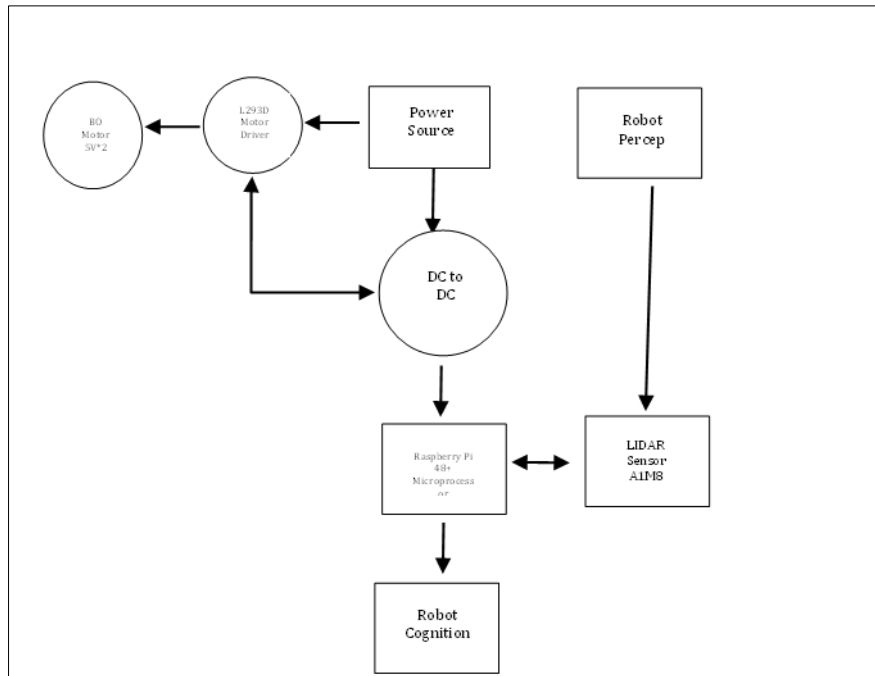 BO
Motor
5V*2
L293D
Motor
Driver
Power
Source
Robot
Percep
DC to
DC
Raspberry Pi
48+
Microprocess
or
LIDAR
Sensor
A1M8
Robot
Cognition